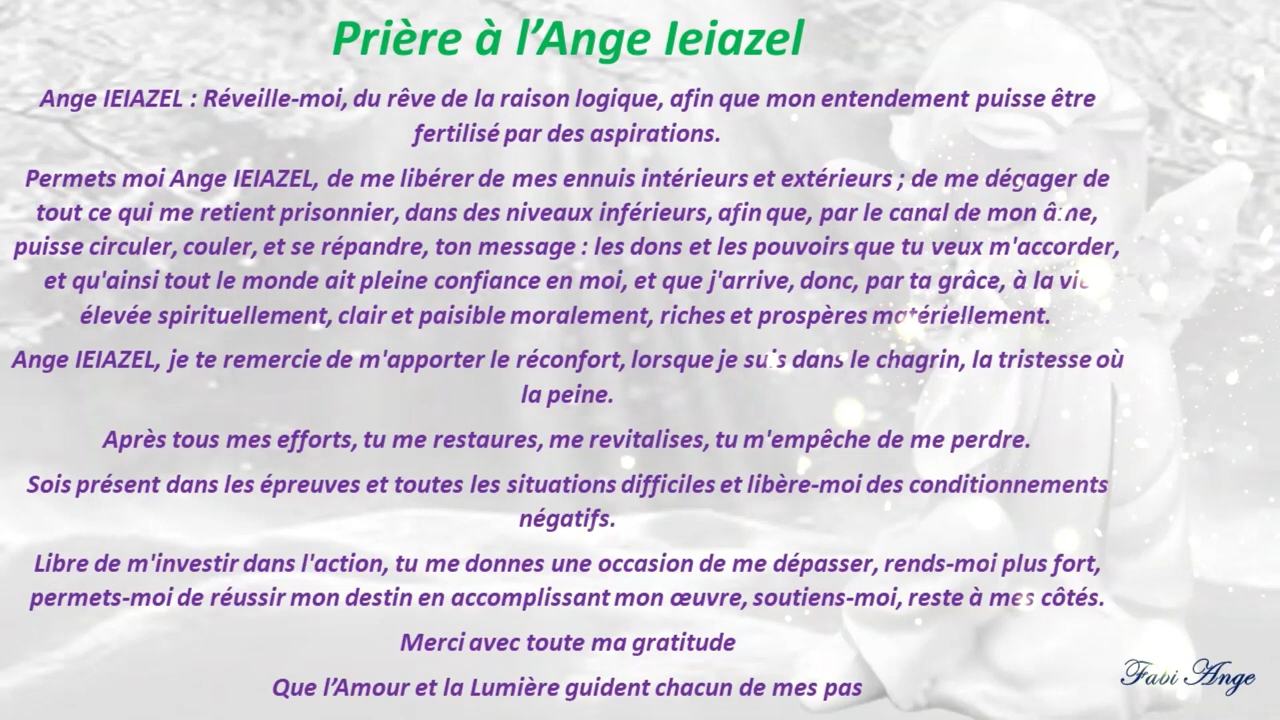 Prière à l’Ange Ieiazel
Ange IEIAZEL : Réveille-moi, du rêve de la raison logique, afin que mon entendement puisse être
fertilisé par des aspirations.
Permets moi Ange IEIAZEL, de me libérer de mes ennuis intérieurs et extérieurs ; de me dégager de
tout ce qui me retient prisonnier, dans des niveaux inférieurs, afin que, par le canal de mon âme,
puisse circuler, couler, et se répandre, ton message : les dons et les pouvoirs que tu veux m'accorder,
et qu'ainsi tout le monde ait pleine confiance en moi, et que j'arrive, donc, par ta grâce, à la vie
élevée spirituellement, clair et paisible moralement, riches et prospères matériellement.
Ange IEIAZEL, je te remercie de m'apporter le réconfort, lorsque je suis dans le chagrin, la tristesse où
la peine.
Après tous mes efforts, tu me restaures, me revitalises, tu m'empêche de me perdre.
Sois présent dans les épreuves et toutes les situations difficiles et libère-moi des conditionnements
négatifs.
Libre de m'investir dans l'action, tu me donnes une occasion de me dépasser, rends-moi plus fort,
permets-moi de réussir mon destin en accomplissant mon œuvre, soutiens-moi, reste à mes côtés.
Merci avec toute ma gratitude
Que l’Amour et la Lumière guident chacun de mes pas
Fabi Ange